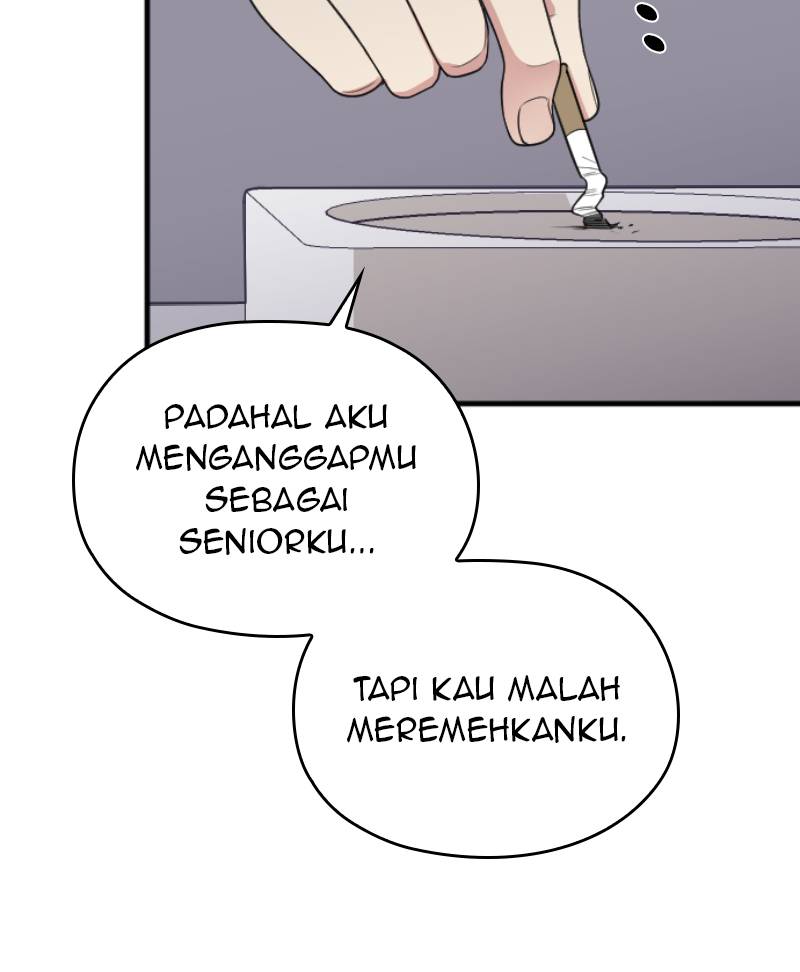 PADAHAL AKU
MENGANGGAPMU
SEBAGAI
SENIORKU...
TAPI KAU MALAH
MEREMEHKANKU.